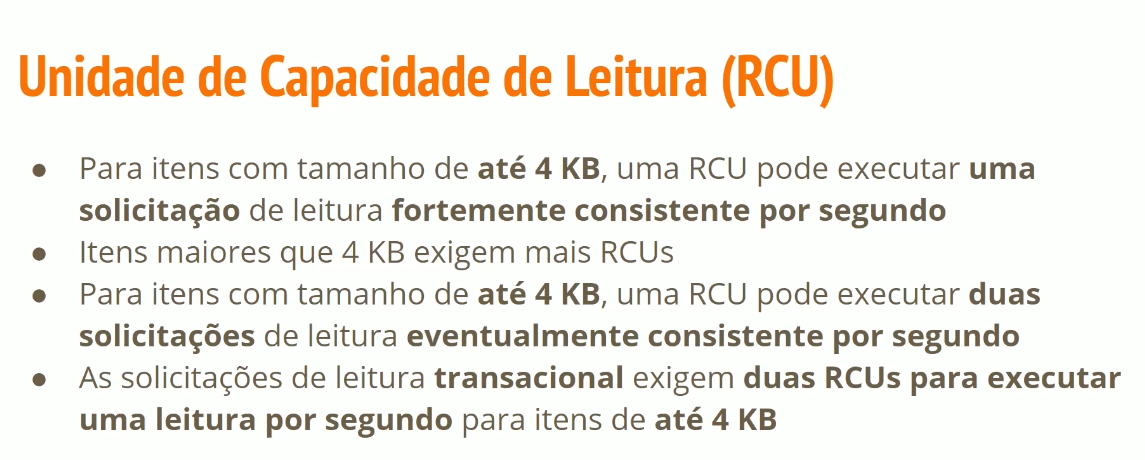 Unidade de Capacidade de Leitura (RCU)
● Para itens com tamanho de até 4 KB, uma RCU pode executar uma
solicitação de leitura fortemente consistente por segundo
● Itens maiores que 4 KB exigem mais RCUs
● Para itens com tamanho de até 4 KB, uma RCU pode executar duas
solicitações de leitura eventualmente consistente por segundo
● As solicitações de leitura transacional exigem duas RCUs para executar
uma leitura por segundo para itens de até 4 KB